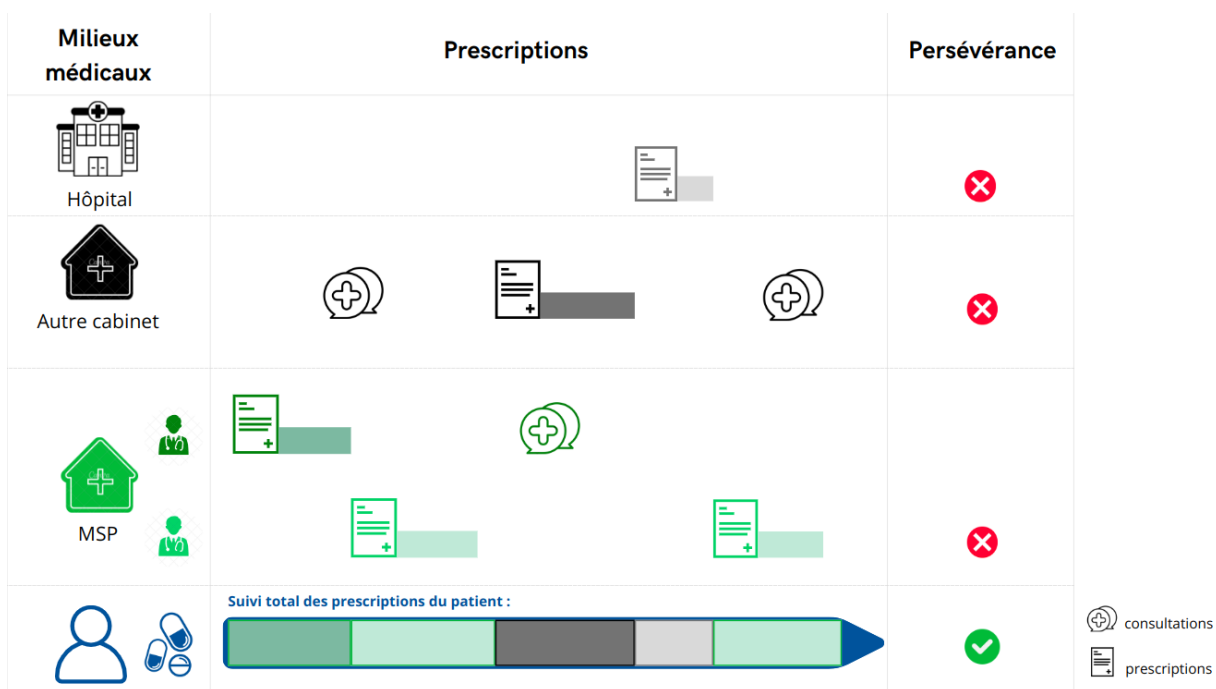 Milieux
médicaux
Prescriptions
Persévérance
Hôpital
Autre cabinet
MSP
Suivi total des prescriptions du patient :
consultations
prescriptions